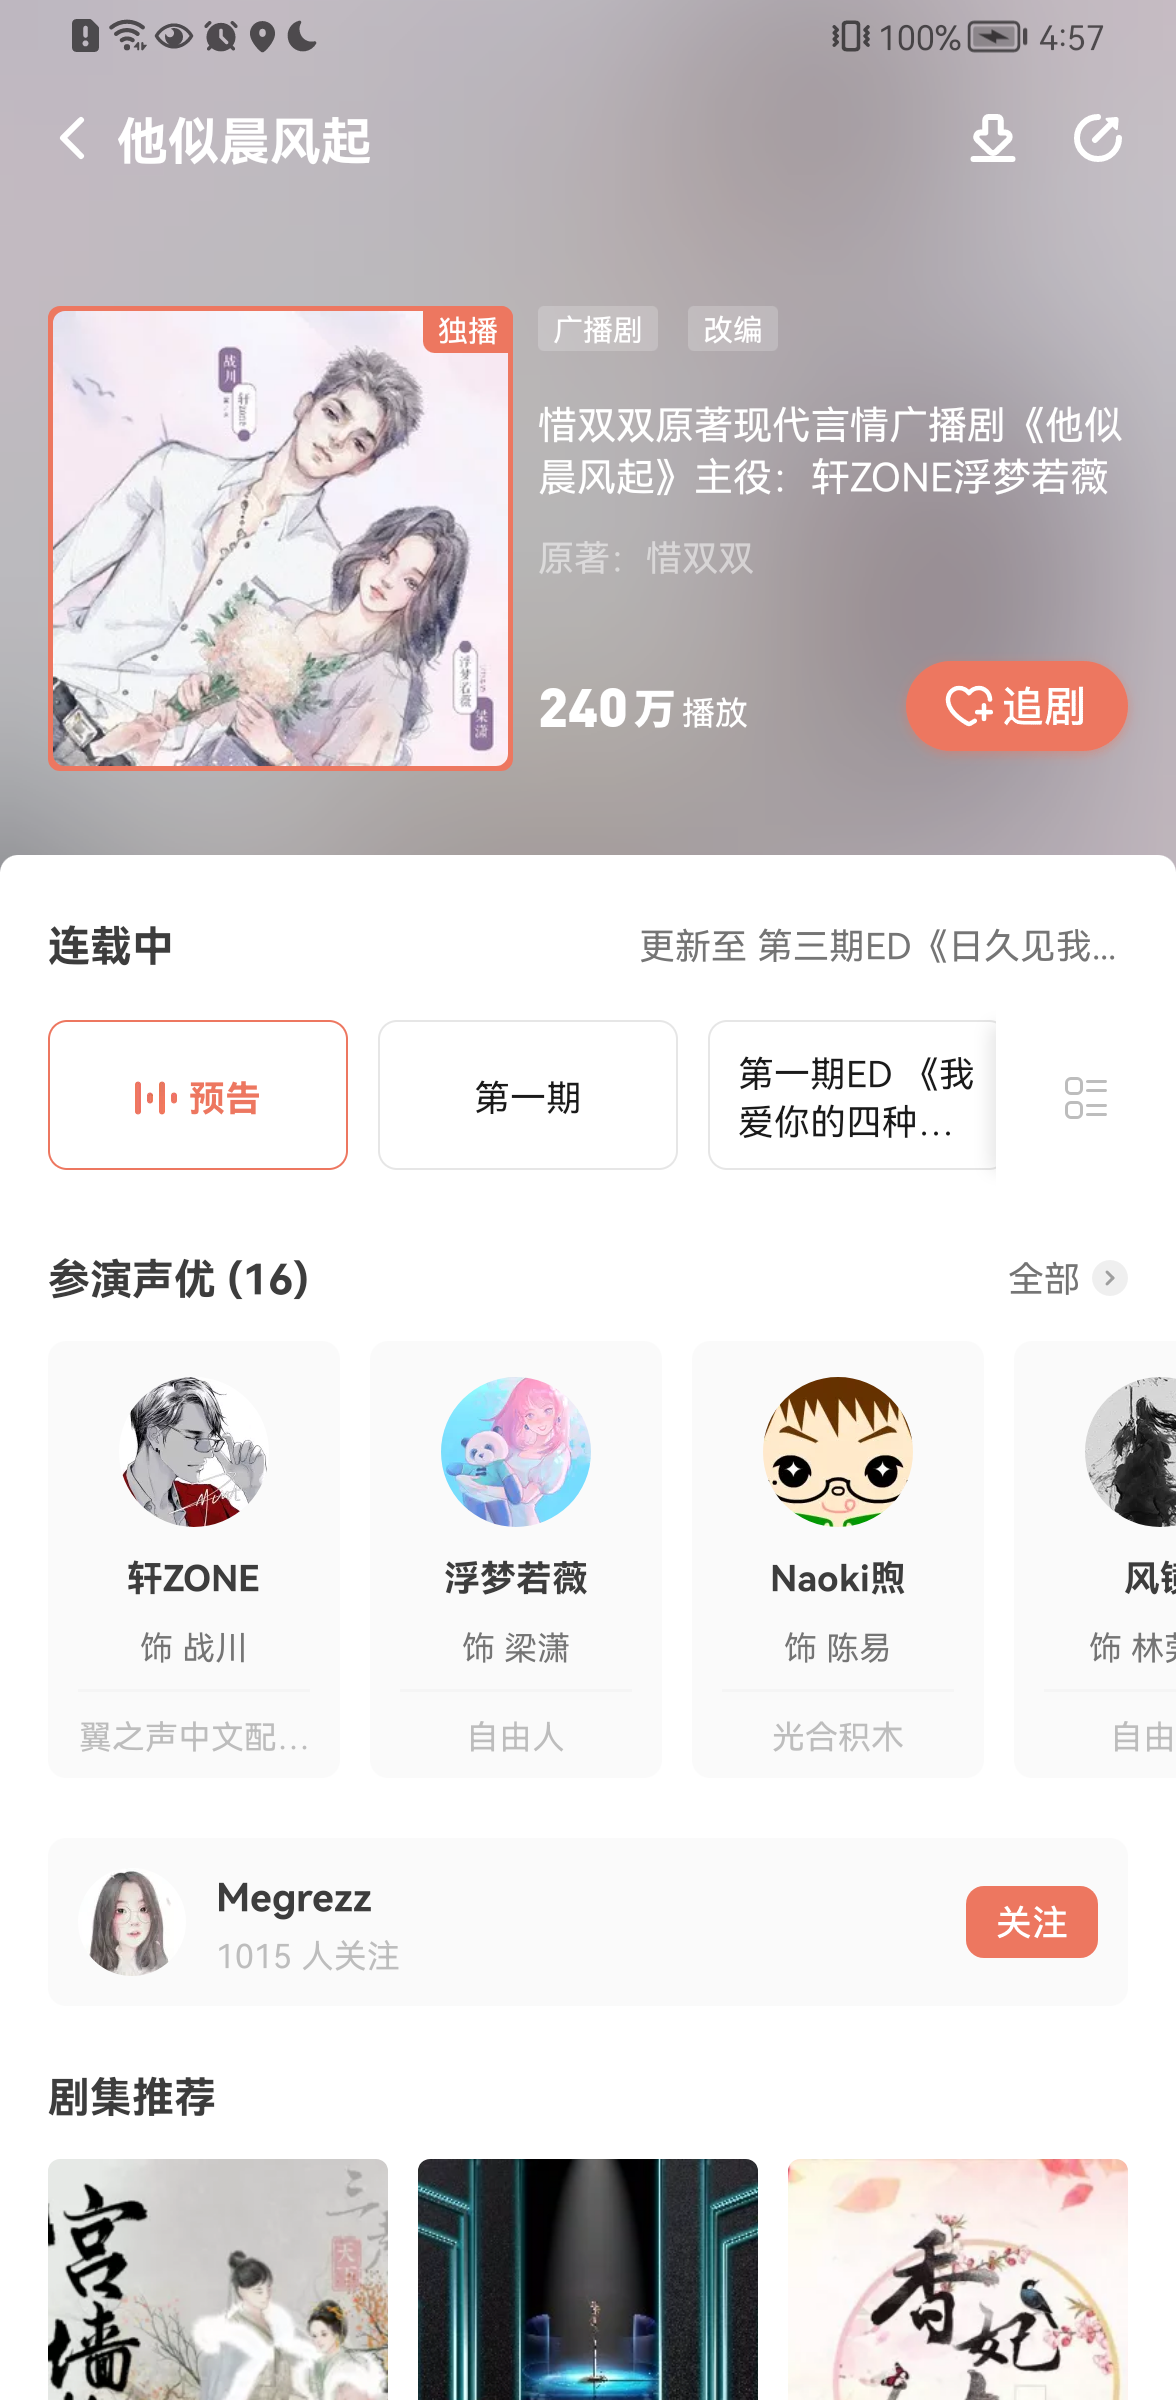 100% 4:57
他似晨风起
独播
广播剧 改编
战川
轩ZONE
惜双双原著现代言情广播剧《他似
晨风起》主役：轩ZONE浮梦若薇
原著：惜双双
浮梦若薇
梁潇
240万 播放
追剧
连载中
更新至 第三期ED《日久见我...
预告
第一期
第一期ED 《我
爱你的四种...
参演声优 (16)
全部
轩ZONE
饰 战川
翼之声中文配...
浮梦若薇
饰 梁潇
自由人
Naoki煦
饰 陈易
光合积木
风
饰 林
自由
Megrezz
1015 人关注
关注
剧集推荐
宫墙
香妃